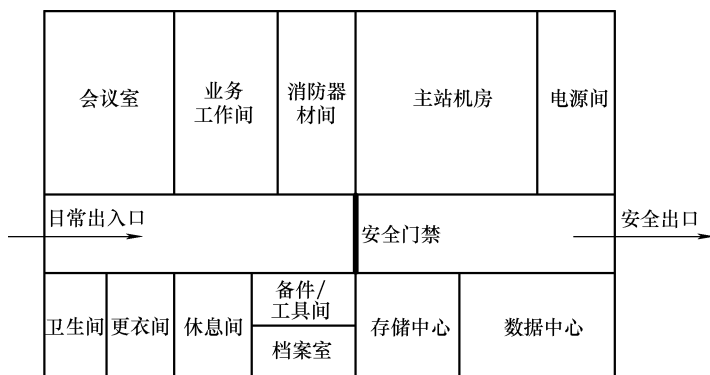 会议室
业务
工作间
消防器
材间
主站机房
电源间
日常出入口
安全门禁
安全出口
卫生间
更衣间
休息间
备件/
工具间
档案室
存储中心
数据中心